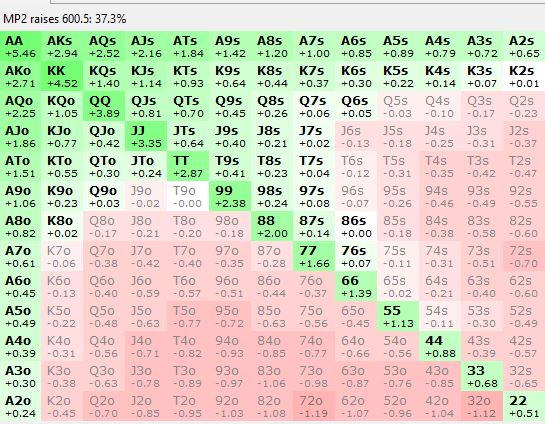 MP2 raises 600.5: 37.3%
AA AKs AQs AJs ATs A9s A8s A7s A6s A5s A4s A3s A2s
+5.46 +2.94 +2.52 +2.16 +1.84 +1.42 +1.20 +1.00 +0.85 +0.89 +0.79 +0.72 +0.65
AKo KK KQs KJs KTs K9s K8s K7s K6s K5s K4s K3s K2s
+2.71 +4.52 +1.40 +1.14 +0.93 +0.64 +0.44 +0.37 +0.30 +0.22 +0.14 +0.07 +0.01
AQo KQo QQ QJs QTs Q9s Q8s Q7s Q6s Q5s Q4s Q3s Q2s
+2.25 +1.05 +3.89 +0.81 +0.70 +0.45 +0.26 +0.06 +0.05 -0.03 -0.10 -0.17 -0.23
AJo KJo QJo JJ JTs J9s J8s J7s J6s J5s J4s J3s J2s
+1.86 +0.77 +0.42 +3.35 +0.64 +0.40 +0.21 +0.02 -0.13 -0.18 -0.25 -0.31 -0.37
ATo KTo QTo JTo TT T9s T8s T7s T6s T5s T4s T3s T2s
+1.51 +0.55 +0.30 +0.24 +2.87 +0.41 +0.23 +0.04 -0.12 -0.31 -0.35 -0.42 -0.47
A9o K9o Q9o J9o T9o 99 98s 97s 96s 95s 94s 93s 92s
+1.06 +0.23 +0.03 -0.02 -0.00 +2.38 +0.24 +0.08 -0.07 -0.26 -0.46 -0.49 -0.55
A8o K8o Q8o J8o T8o 98o 88 87s 86s 85s 84s 83s 82s
+0.82 +0.02 -0.17 -0.21 -0.20 -0.18 +2.00 +0.14 +0.00 -0.18 -0.38 -0.58 -0.60
A7o K7o Q7o J7o T7o 97o 87o 77 76s 75s 74s 73s 72s
+0.61 -0.06 -0.38 -0.42 -0.40 -0.35 -0.28 +1.66 +0.07 -0.11 -0.31 -0.51 -0.70
A6o K6o Q6o J6o T6o 96o 86o 76o 66 65s 64s 63s 62s
+0.45 -0.13 -0.40 -0.59 -0.57 -0.51 -0.44 -0.37 +1.39 -0.02 -0.21 -0.40 -0.60
A5o K5o Q5o J5o T5o 95o 85o 75o 65o 55 54s 53s 52s
+0.49 -0.22 -0.48 -0.63 -0.77 -0.72 -0.63 -0.56 -0.45 +1.13 -0.11 -0.30 -0.49
A4o K4o Q4o J4o T4o 94o 84o 74o 64o 54o 44 43s 42s
+0.39 -0.31 -0.56 -0.71 -0.82 -0.93 -0.85 -0.77 -0.66 -0.56 +0.88 -0.39 -0.57
A3o K3o Q3o J3o T3o 93o 83o 73o 63o 53o 43o 33 32s
+0.30 -0.38 -0.63 -0.78 -0.89 -0.97 -1.06 -0.98 -0.87 -0.76 -0.85 +0.68 -0.65
A2o K2o Q2o J2o T2o 92o 82o 72o 62o 52o 42o 32o 22
+0.24 -0.45 -0.70 -0.85 -0.95 -1.03 -1.08 -1.19 -1.07 -0.96 -1.04 -1.12 +0.51